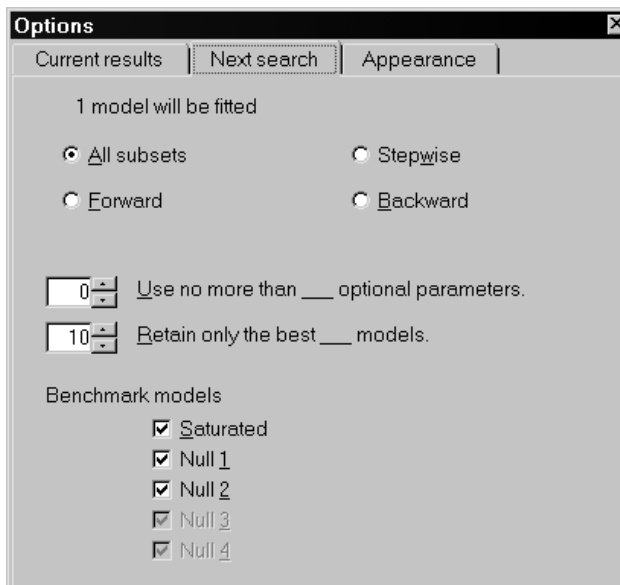 Options
Current results Next search Appearance
1 model will be fitted
All subsets Stepwise
Forward Backward
0 Use no more than ___ optional parameters.
10 Retain only the best ___ models.
Benchmark models
Saturated
Null 1
Null 2
Null 3
Null 4